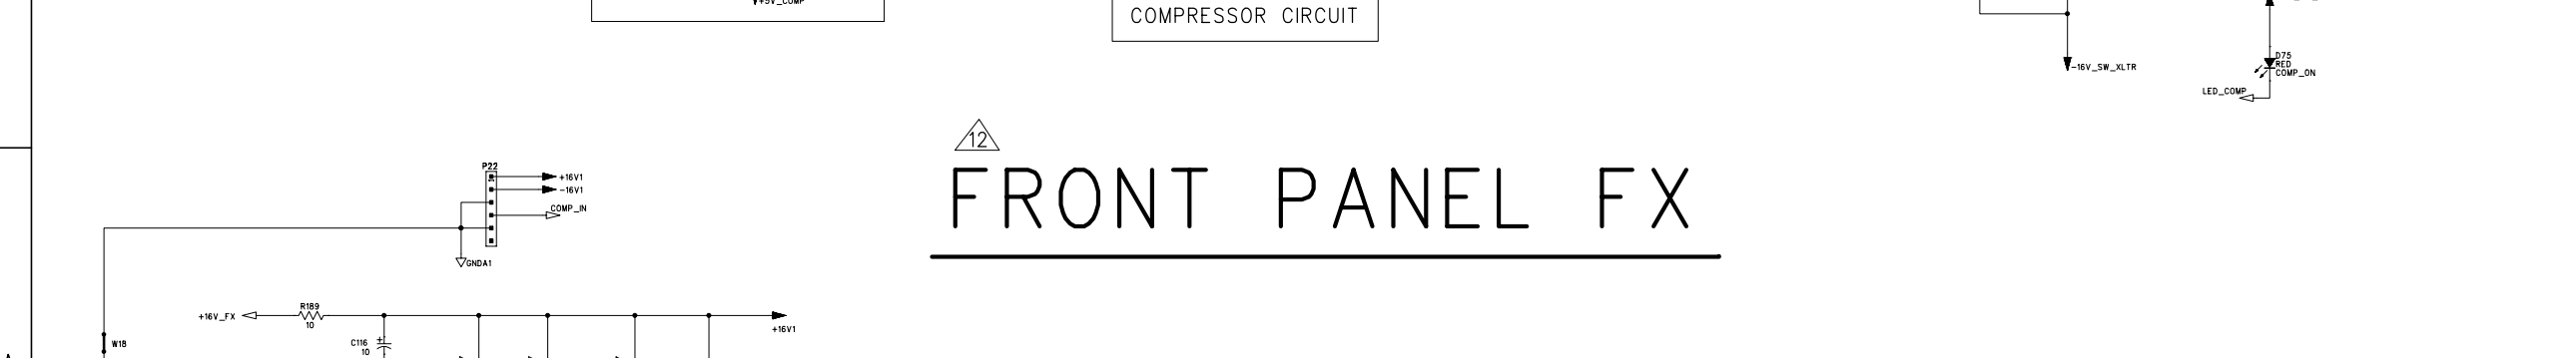 +5V_COMP
COMPRESSOR CIRCUIT
D75
RED
COMP_ON
-16V_SW_XLTR
LED_COMP
12
P22
+16V1
-16V1
COMP_IN
FRONT PANEL FX
GNDA1
R189
+16V_FX
10
+16V1
W18
C116
10